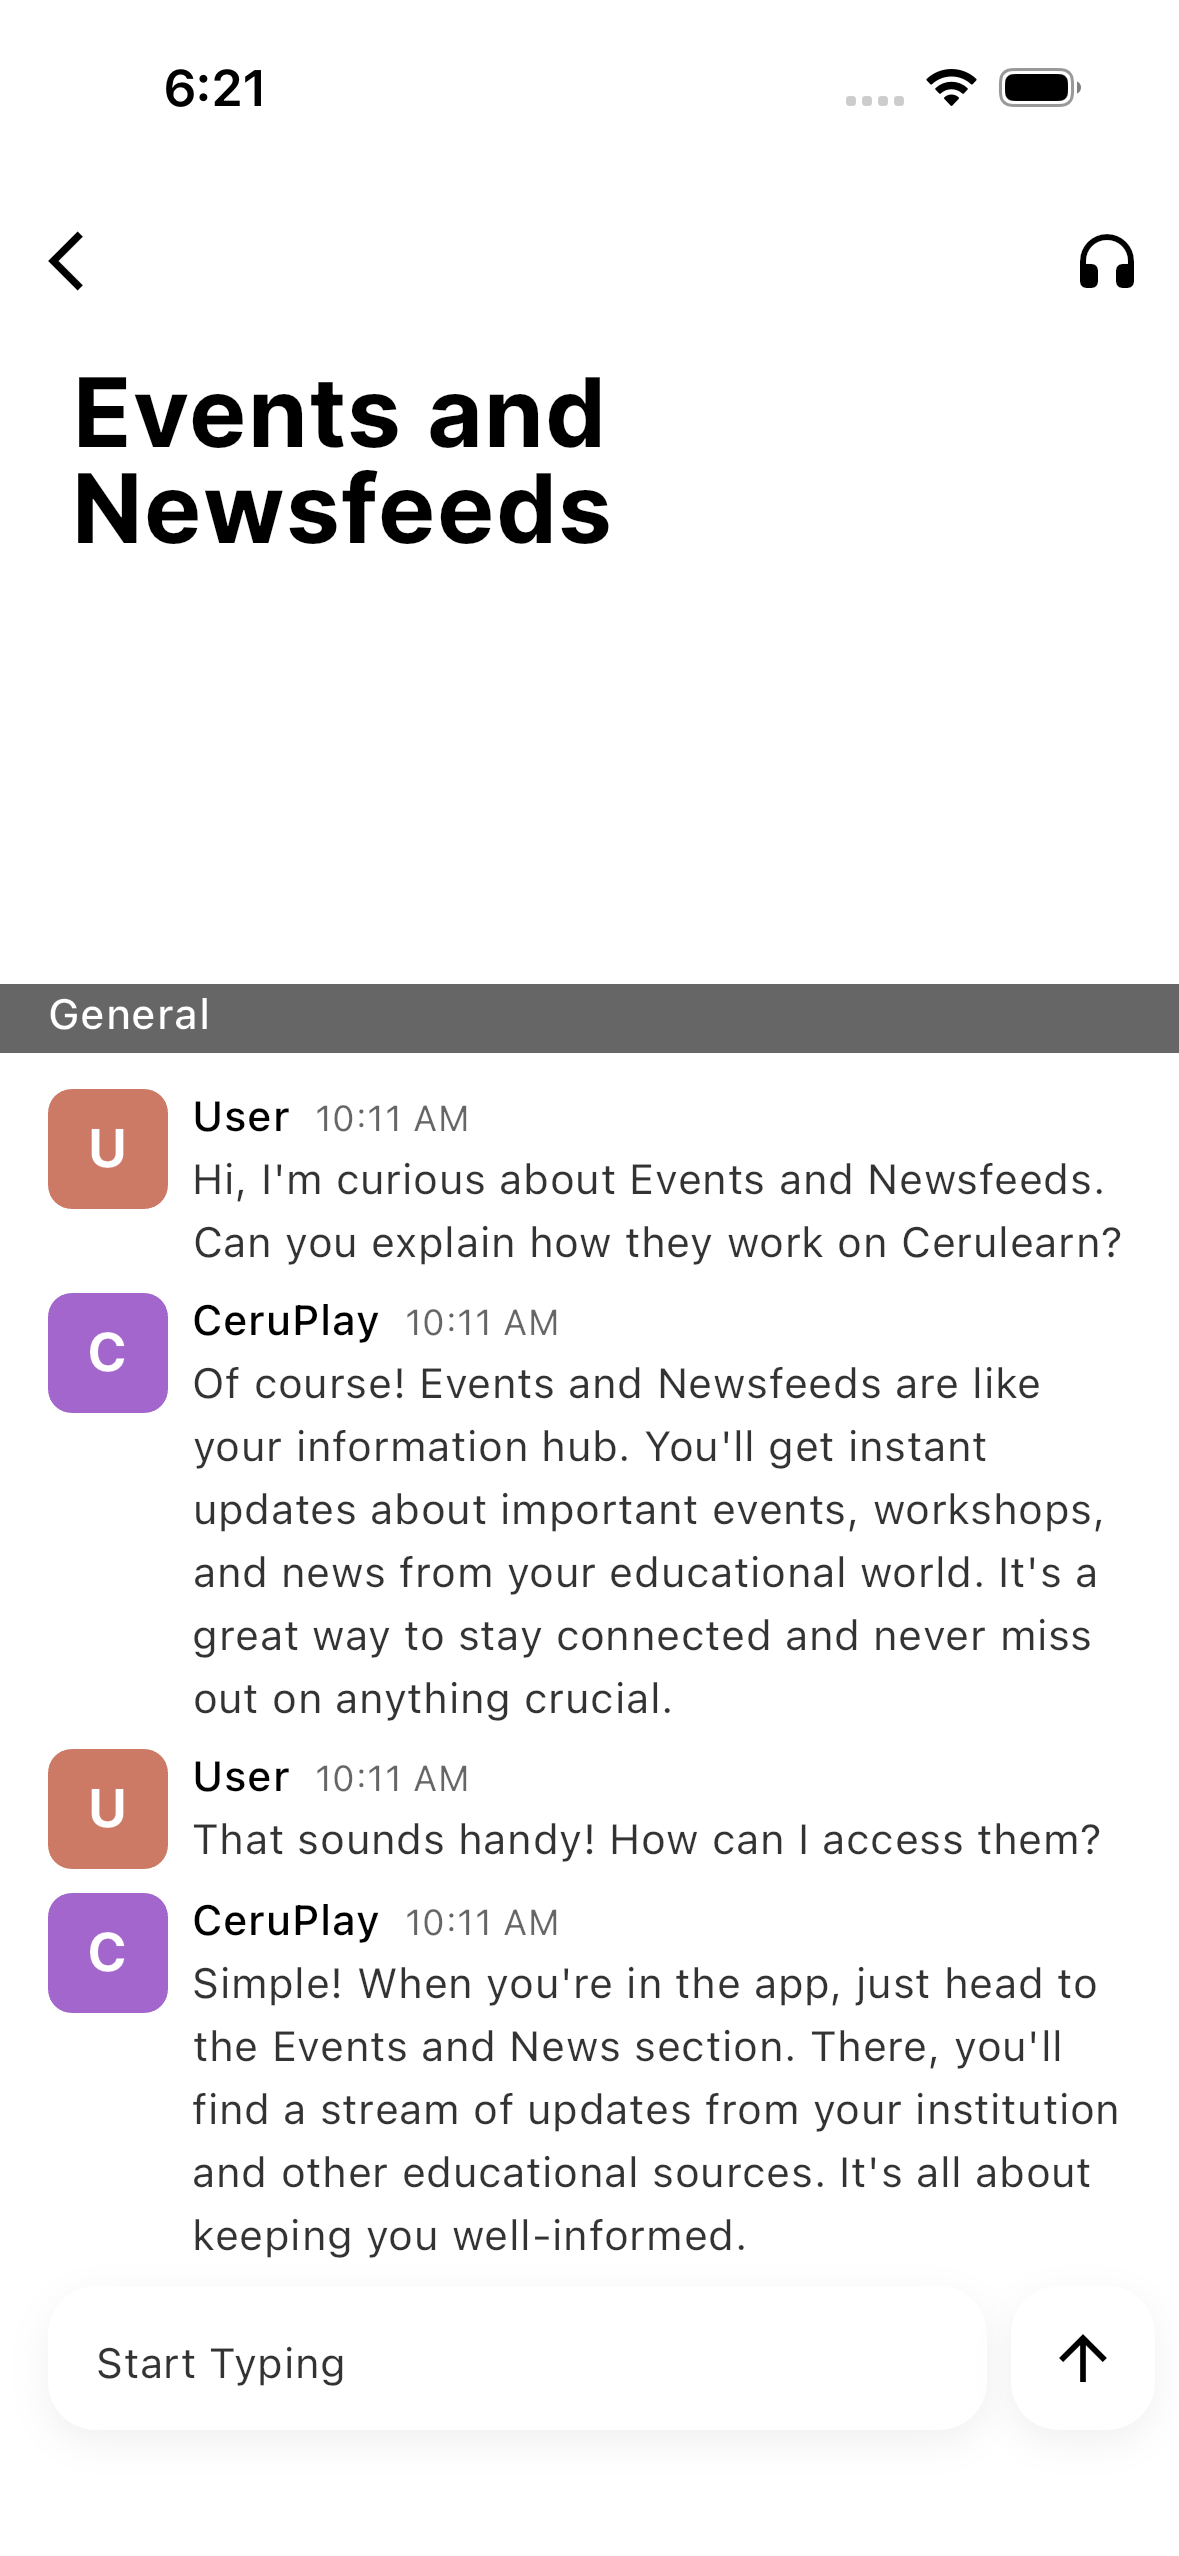 6:21
Events and
Newsfeeds
General
U
User 10:11 AM
Hi, I'm curious about Events and Newsfeeds.
Can you explain how they work on Cerulearn?
C
CeruPlay 10:11 AM
Of course! Events and Newsfeeds are like
your information hub. You'll get instant
updates about important events, workshops,
and news from your educational world. It's a
great way to stay connected and never miss
out on anything crucial.
U
User 10:11 AM
That sounds handy! How can I access them?
C
CeruPlay 10:11 AM
Simple! When you're in the app, just head to
the Events and News section. There, you'll
find a stream of updates from your institution
and other educational sources. It's all about
keeping you well-informed.
Start Typing